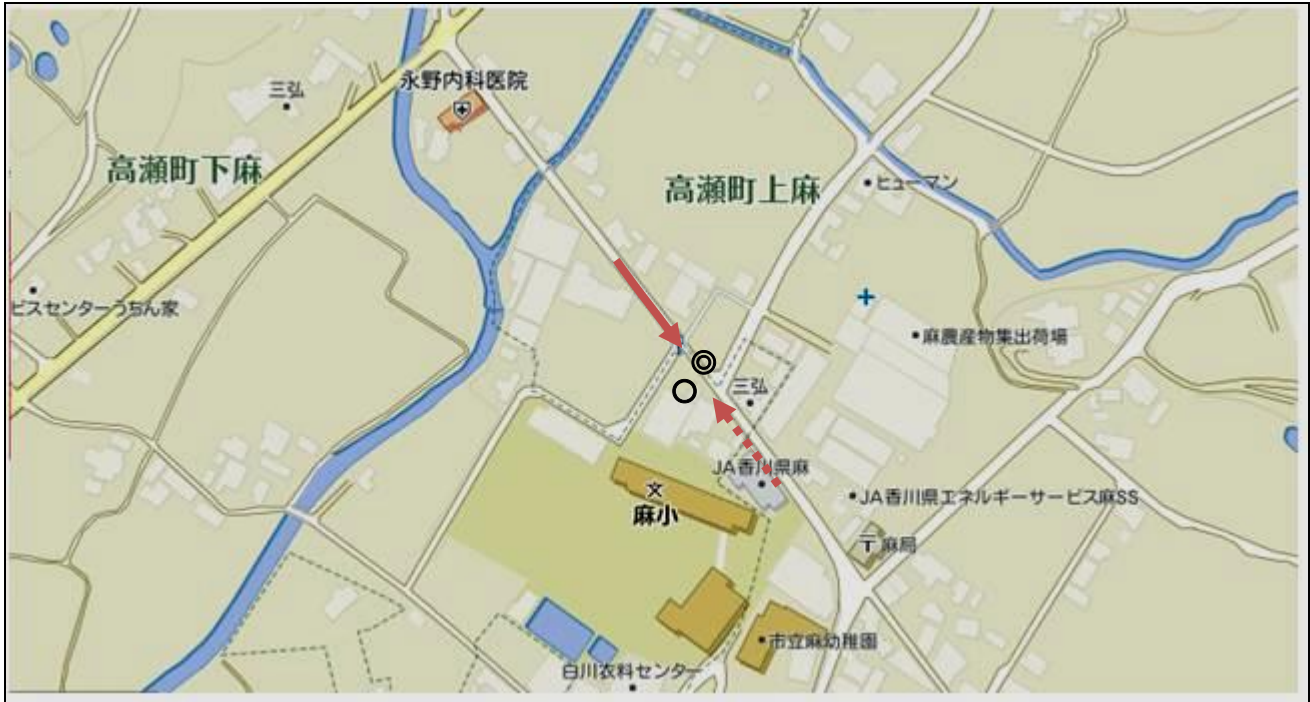 三弘
永野内科医院
高瀬町下麻
高瀬町上麻
ヒューマン
ビスセンターうちん家
麻農産物集出荷場
三弘
JA香川県麻
文
麻小
JA香川県エネルギーサービス麻SS
〒麻局
市立麻幼稚園
白川衣料センター